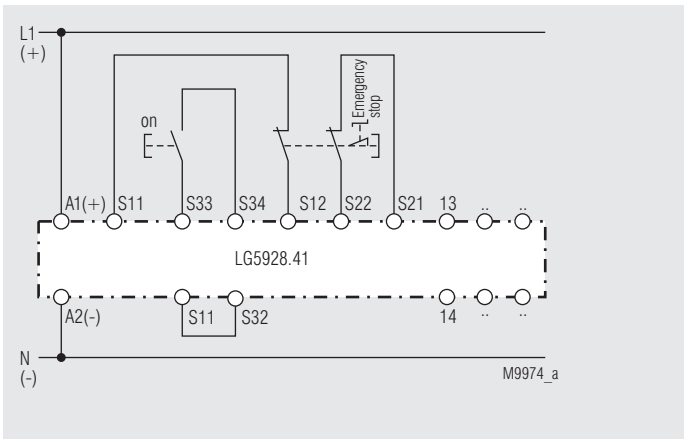 L1
(+)
on
Emergency
stop
A1(+) S11 S33 S34 S12 S22 S21 13 .. ..
LG5928.41
A2(-) S11 S32 14 .. ..
N
(-)
M9974_a